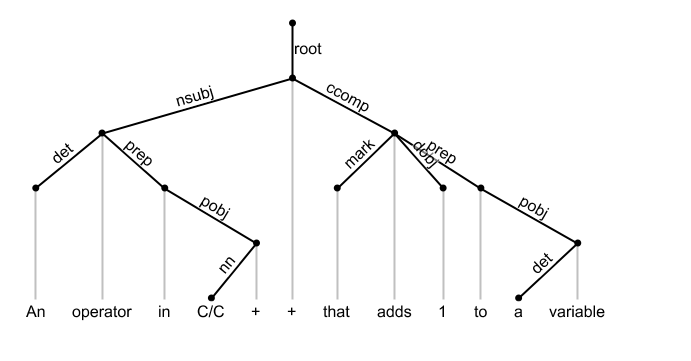 root
nsubj ccomp
det prep mark dobj prep
pobj pobj
nn det
An operator in C/C + + that adds 1 to a variable